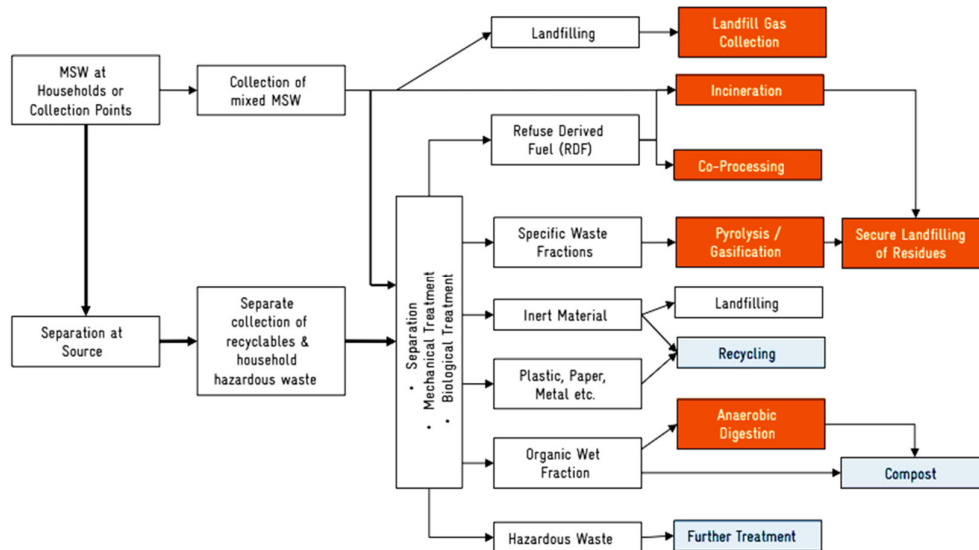 Landfilling
Landfill Gas
Collection
MSW at
Households or
Collection Points
Collection of
mixed MSW
Incineration
Refuse Derived
Fuel (RDF)
Co-Processing
Specific Waste
Fractions
Pyrolysis /
Gasification
Secure Landfilling
of Residues
• Separation
• Mechanical Treatment
• Biological Treatment
Separation at
Source
Separate
collection of
recyclables &
household
hazardous waste
Inert Material
Landfilling
Recycling
Plastic, Paper,
Metal etc.
Anaerobic
Digestion
Organic Wet
Fraction
Compost
Hazardous Waste
Further Treatment